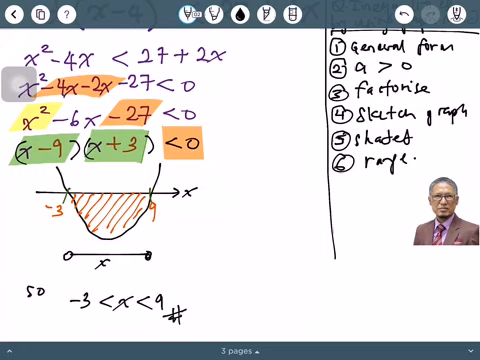 x² - 4x < 27 + 2x
x² - 4x - 2x - 27 < 0
x² - 6x - 27 < 0
(x - 9)(x + 3) < 0
x
-3 9
x
so
-3 < x < 9 #
① General form
② a > 0
③ factorise
④ Sketch graph
⑤ shaded
⑥ range.
3 pages